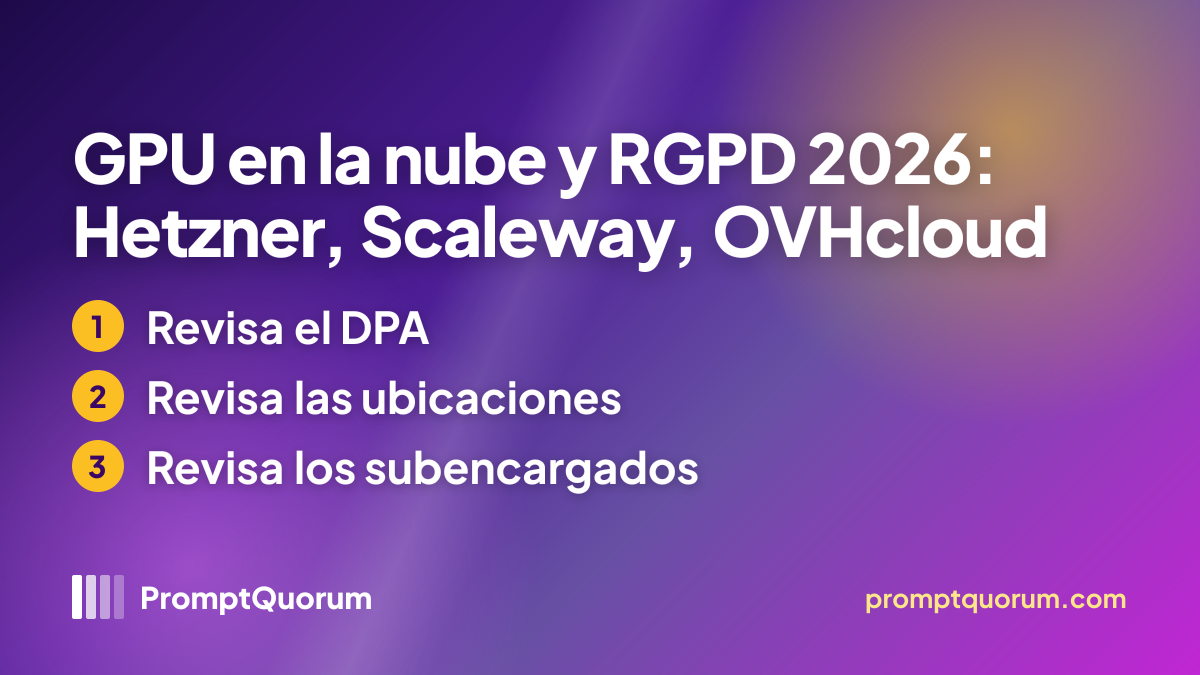 GPU en la nube y RGPD 2026:
Hetzner, Scaleway, OVHcloud
1 Revisa el DPA
2 Revisa las ubicaciones
3 Revisa los subencargados
PromptQuorum
promptquorum.com